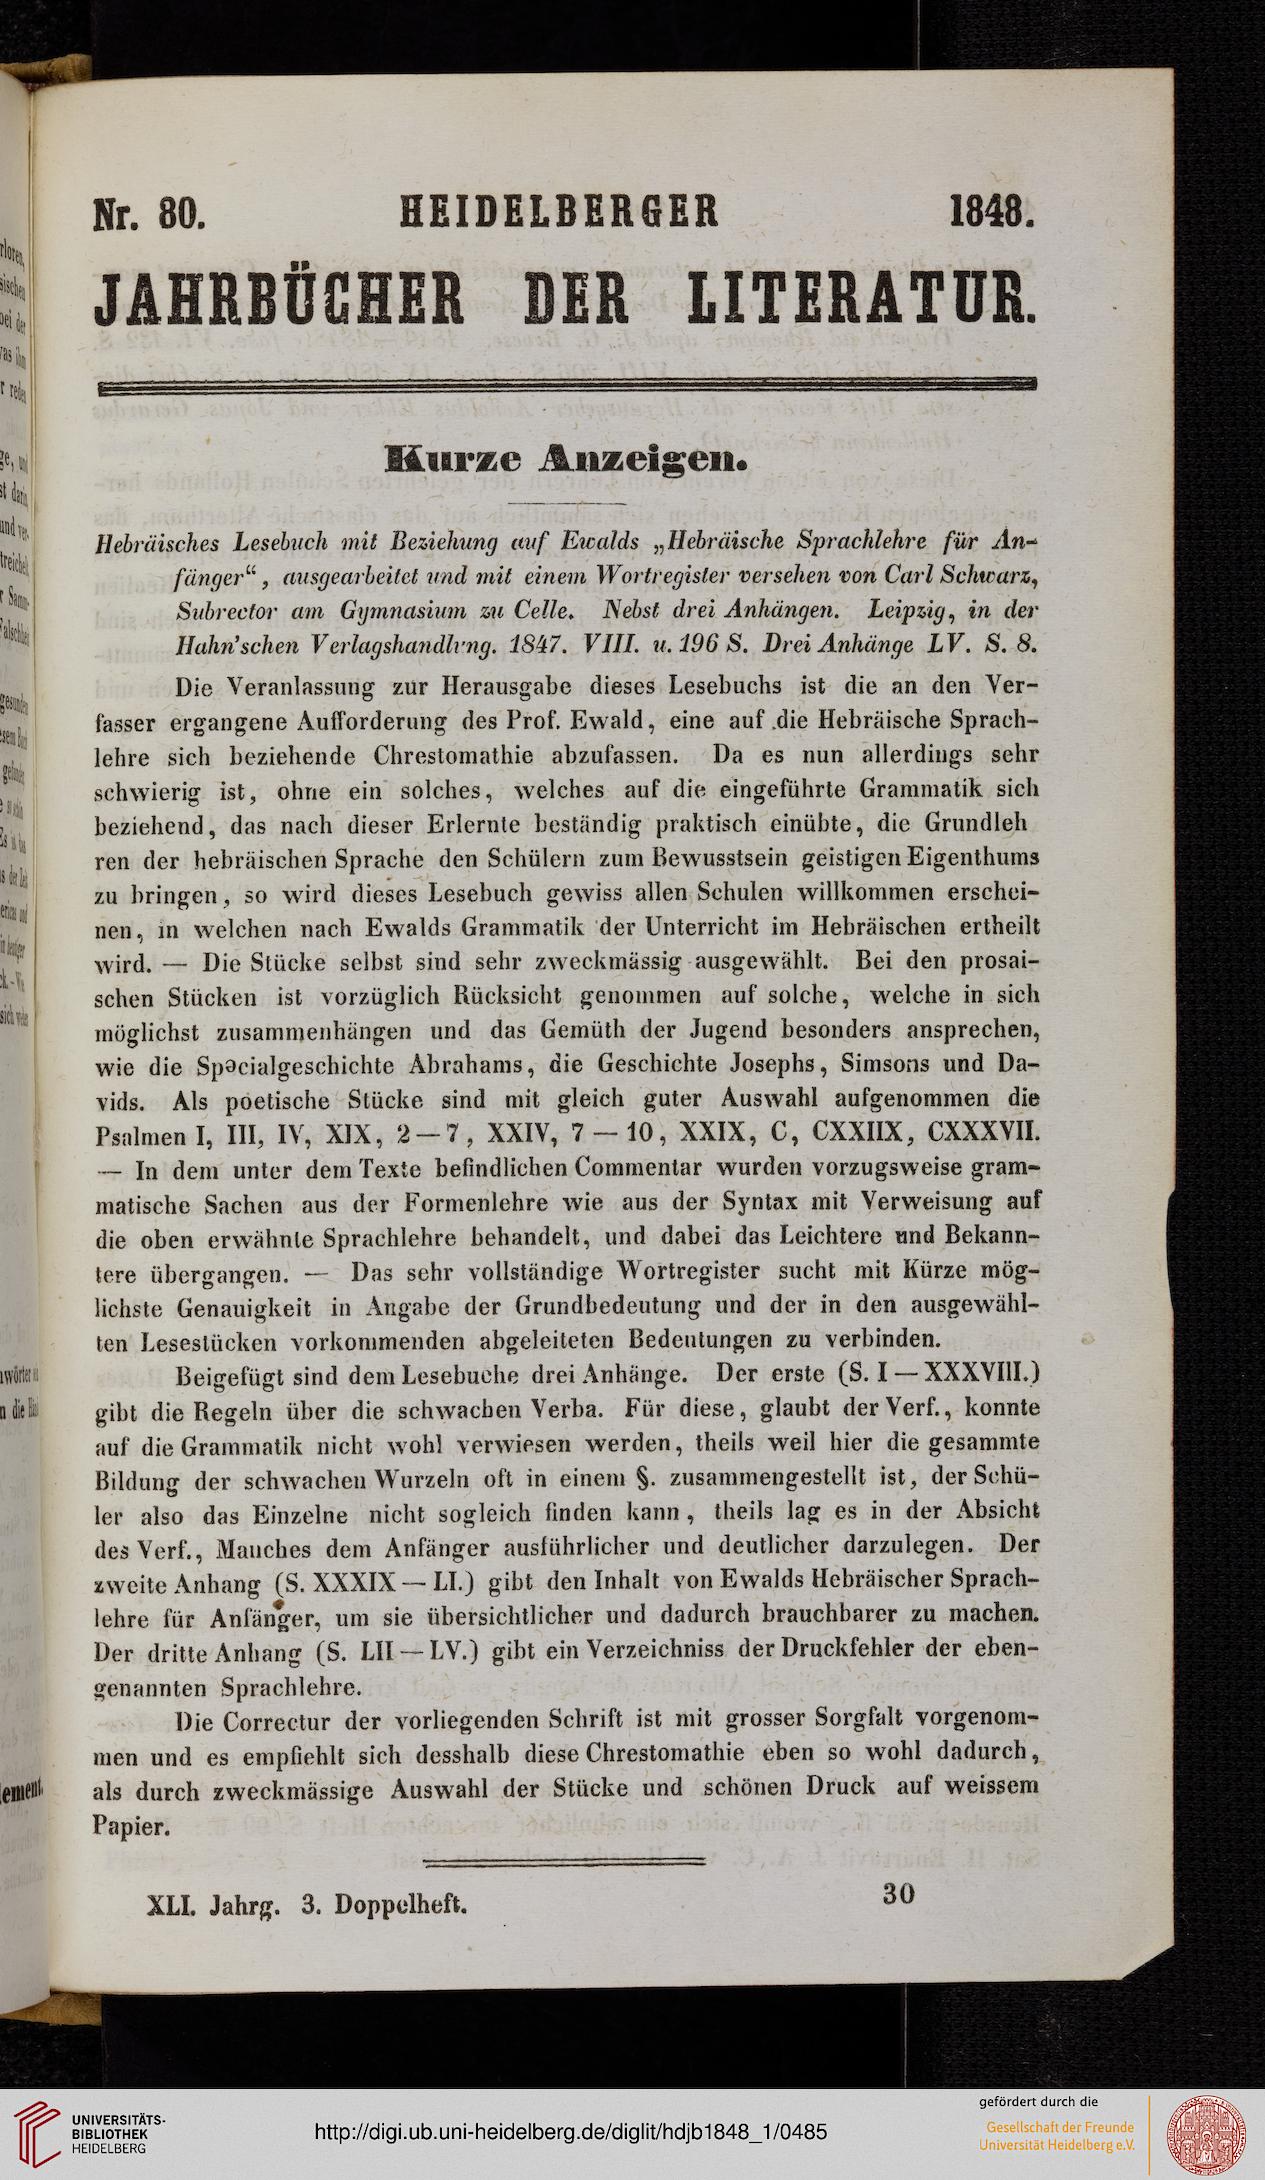 Nr. 80. HEIDELBERGER 1848.
JAHRBÜCHER DER LITERATUR.
Kurze Anzeigen.
Hebräisches Lesebuch mit Beziehung auf Ewalds „Hebräische Sprachlehre für An-
fänger“, ausgearbeitet und mit einem Wortregister versehen von Carl Schwarz,
Subrector am Gymnasium zu Celle. Nebst drei Anhängen. Leipzig, in der
Hahn'schen Verlagshandlvng. 1847. VIII. u. 196 S. Drei Anhänge LV. S. 8.
Die Veranlassung zur Herausgabe dieses Lesebuchs ist die an den Ver-
fasser ergangene Aufforderung des Prof. Ewald, eine auf .die Hebräische Sprach-
lehre sich beziehende Chrestomathie abzufassen. Da es nun allerdings sehr
schwierig ist, ohne ein solches, welches auf die eingeführte Grammatik sich
beziehend, das nach dieser Erlernte beständig praktisch einübte, die Grundleh
ren der hebräischen Sprache den Schülern zum Bewusstsein geistigen Eigenthums
zu bringen, so wird dieses Lesebuch gewiss allen Schulen willkommen erschei-
nen, in welchen nach Ewalds Grammatik der Unterricht im Hebräischen ertheilt
wird. — Die Stücke selbst sind sehr zweckmässig ausgewählt. Bei den prosai-
schen Stücken ist vorzüglich Rücksicht genommen auf solche, welche in sich
möglichst zusammenhängen und das Gemüth der Jugend besonders ansprechen,
wie die Spǝcialgeschichte Abrahams, die Geschichte Josephs, Simsons und Da-
vids. Als poetische Stücke sind mit gleich guter Auswahl aufgenommen die
Psalmen I, III, IV, XIX, 2—7, XXIV, 7—10, XXIX, C, CXXIIX, CXXXVII.
— In dem unter dem Texte befindlichen Commentar wurden vorzugsweise gram-
matische Sachen aus der Formenlehre wie aus der Syntax mit Verweisung auf
die oben erwähnte Sprachlehre behandelt, und dabei das Leichtere und Bekann-
tere übergangen. — Das sehr vollständige Wortregister sucht mit Kürze mög-
lichste Genauigkeit in Angabe der Grundbedeutung und der in den ausgewähl-
ten Lesestücken vorkommenden abgeleiteten Bedeutungen zu verbinden.
Beigefügt sind dem Lesebuche drei Anhänge. Der erste (S. I—XXXVIII.)
gibt die Regeln über die schwachen Verba. Für diese, glaubt der Verf., konnte
auf die Grammatik nicht wohl verwiesen werden, theils weil hier die gesammte
Bildung der schwachen Wurzeln oft in einem §. zusammengestellt ist, der Schü-
ler also das Einzelne nicht sogleich finden kann, theils lag es in der Absicht
des Verf., Manches dem Anfänger ausführlicher und deutlicher darzulegen. Der
zweite Anhang (S. XXXIX—LI.) gibt den Inhalt von Ewalds Hebräischer Sprach-
lehre für Anfänger, um sie übersichtlicher und dadurch brauchbarer zu machen.
Der dritte Anhang (S. LII—LV.) gibt ein Verzeichniss der Druckfehler der eben-
genannten Sprachlehre.
Die Correctur der vorliegenden Schrift ist mit grosser Sorgfalt vorgenom-
men und es empfiehlt sich desshalb diese Chrestomathie eben so wohl dadurch,
als durch zweckmässige Auswahl der Stücke und schönen Druck auf weissem
Papier.
XLI. Jahrg. 3. Doppelheft. 30
UNIVERSITÄTS-
BIBLIOTHEK
HEIDELBERG
http://digi.ub.uni-heidelberg.de/diglit/hdjb1848_1/0485
gefördert durch die
Gesellschaft der Freunde
Universität Heidelberg e.V.